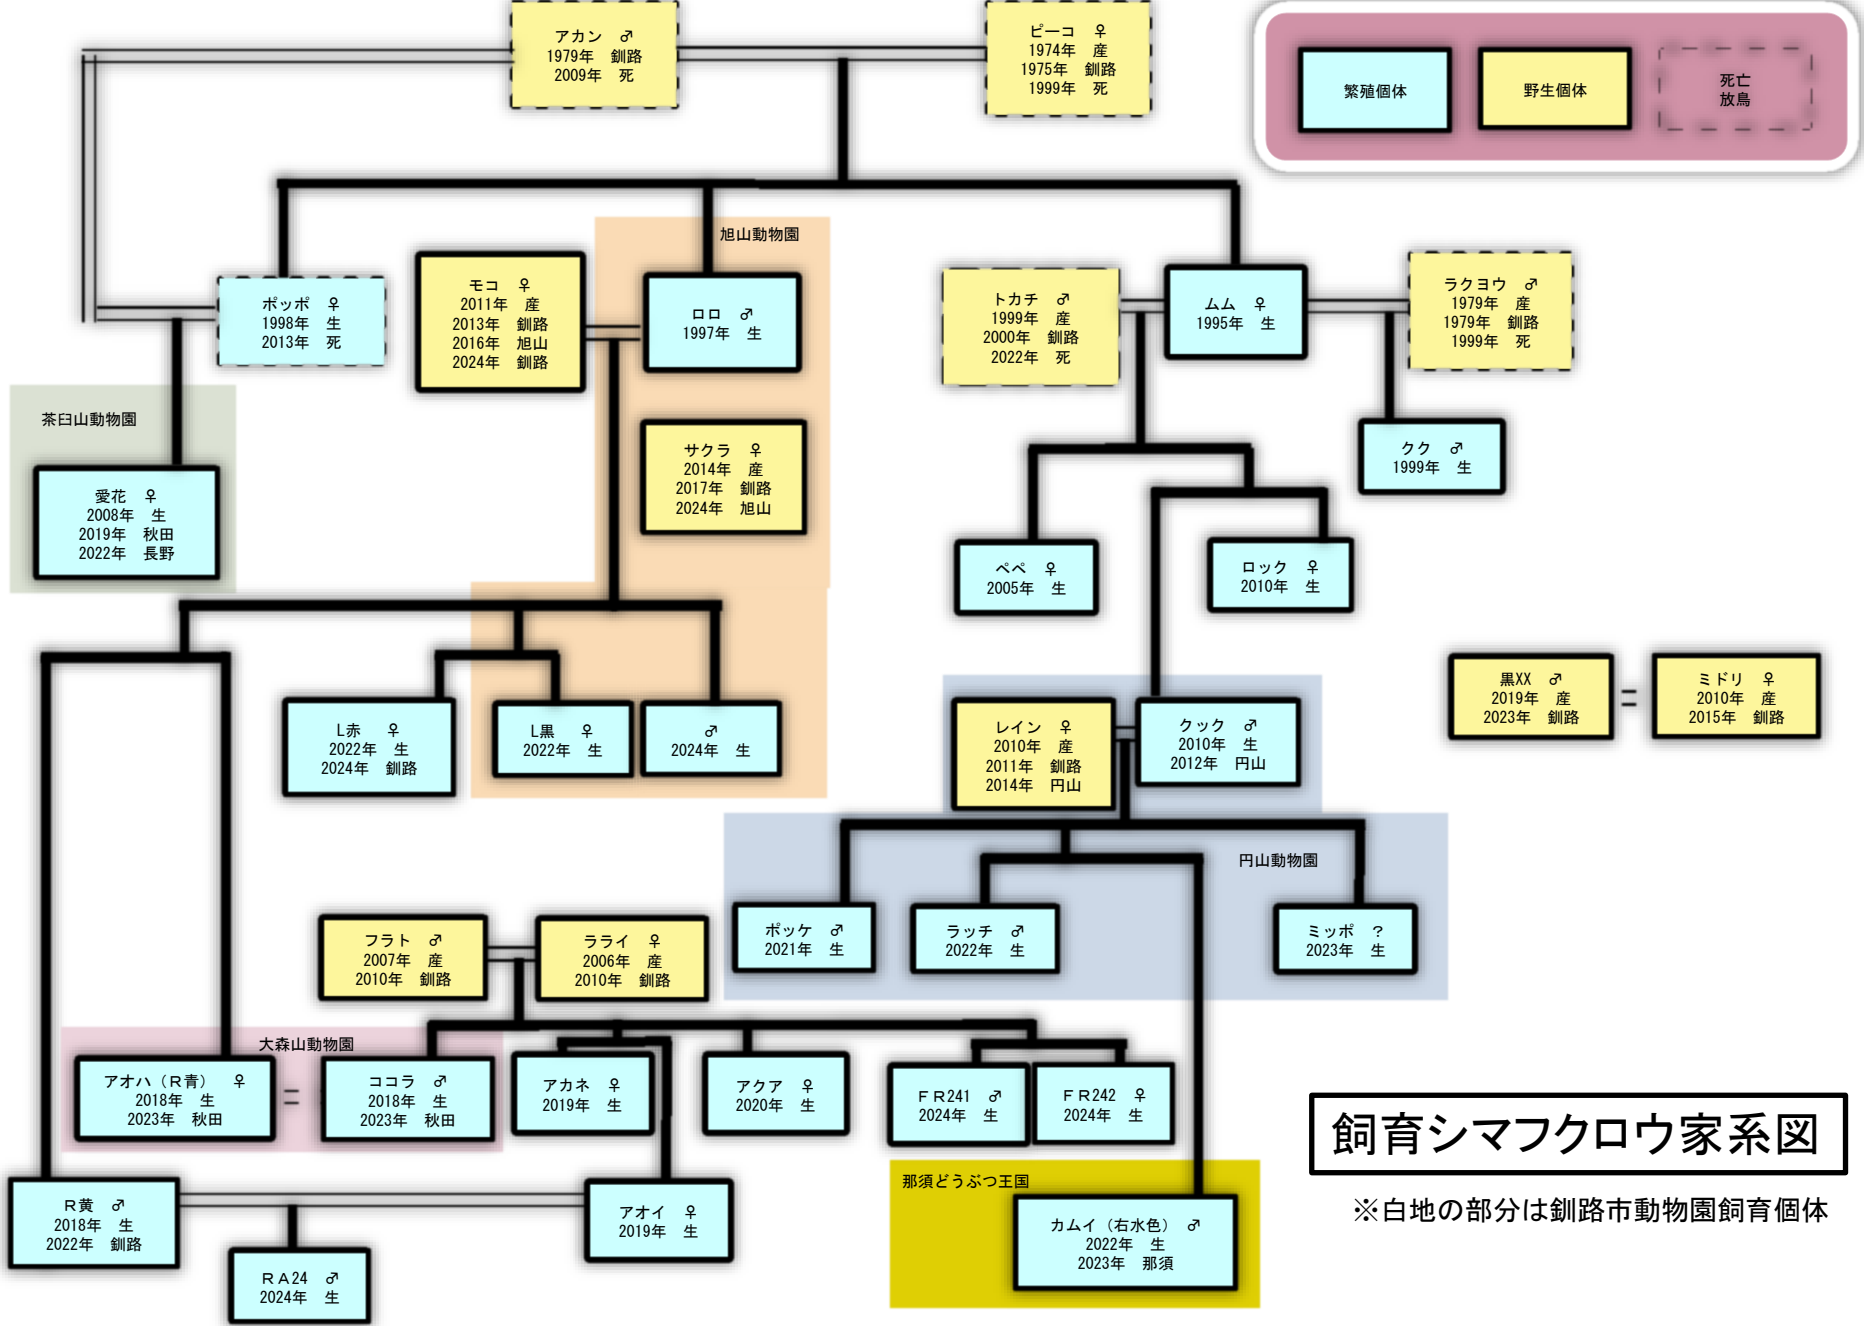 アカン ♂
1979年 釧路
2009年 死
ピーコ ♀
1974年 産
1975年 釧路
1999年 死
繁殖個体
野生個体
死亡
放鳥
旭山動物園
ポッポ ♀
1998年 生
2013年 死
モコ ♀
2011年 産
2013年 釧路
2016年 旭山
2024年 釧路
ロロ ♂
1997年 生
トカチ ♂
1999年 産
2000年 釧路
2022年 死
ムム ♀
1995年 生
ラクヨウ ♂
1979年 産
1979年 釧路
1999年 死
茶臼山動物園
愛花 ♀
2008年 生
2019年 秋田
2022年 長野
サクラ ♀
2014年 産
2017年 釧路
2024年 旭山
クク ♂
1999年 生
ペペ ♀
2005年 生
ロック ♀
2010年 生
L赤 ♀
2022年 生
2024年 釧路
L黒 ♀
2022年 生
♂
2024年 生
レイン ♀
2010年 産
2011年 釧路
2014年 円山
クック ♂
2010年 生
2012年 円山
黒XX ♂
2019年 産
2023年 釧路
=
ミドリ ♀
2010年 産
2015年 釧路
円山動物園
フラト ♂
2007年 産
2010年 釧路
ラライ ♀
2006年 産
2010年 釧路
ポッケ ♂
2021年 生
ラッチ ♂
2022年 生
ミッポ ?
2023年 生
大森山動物園
アオハ（R青） ♀
2018年 生
2023年 秋田
=
ココラ ♂
2018年 生
2023年 秋田
アカネ ♀
2019年 生
アクア ♀
2020年 生
ＦＲ241 ♂
2024年 生
ＦＲ242 ♀
2024年 生
飼育シマフクロウ家系図
※白地の部分は釧路市動物園飼育個体
那須どうぶつ王国
カムイ（右水色） ♂
2022年 生
2023年 那須
Ｒ黄 ♂
2018年 生
2022年 釧路
アオイ ♀
2019年 生
ＲＡ24 ♂
2024年 生